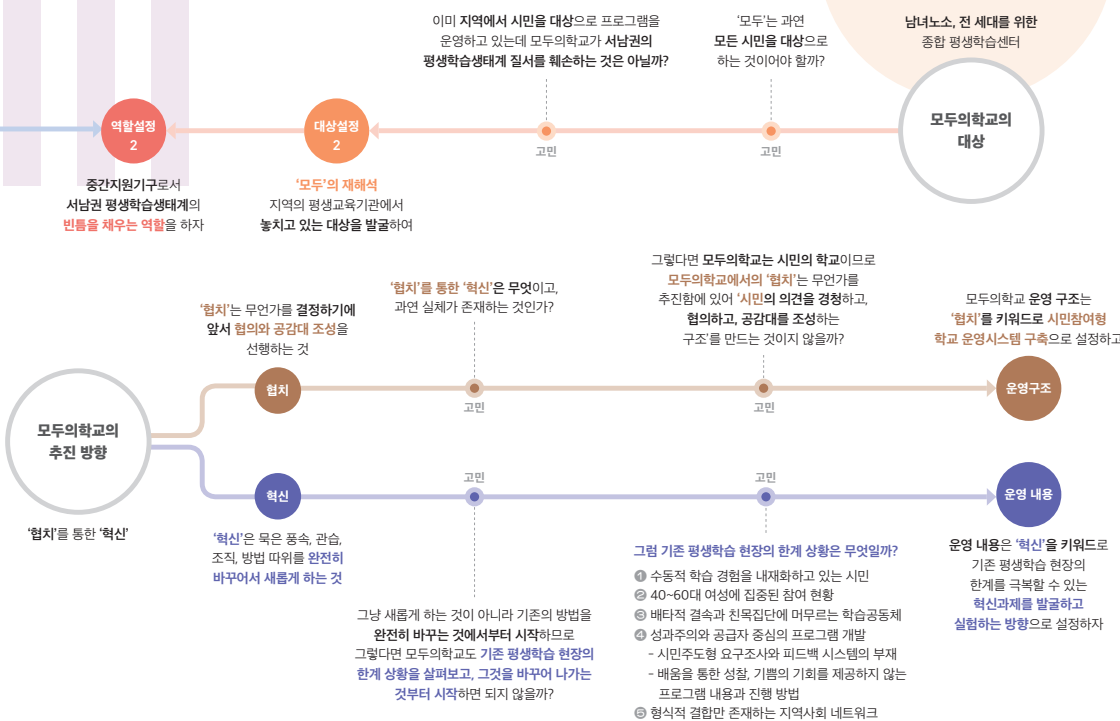 이미 지역에서 시민을 대상으로 프로그램을
운영하고 있는데 모두의학교가 서남권의
평생학습생태계 질서를 훼손하는 것은 아닐까?
'모두'는 과연
모든 시민을 대상으로
하는 것이어야 할까?
남녀노소, 전 세대를 위한
종합 평생학습센터
역할설정
2
대상설정
2
고민
고민
모두의학교의
대상
중간지원기구로서
서남권 평생학습생태계의
빈틈을 채우는 역할을 하자
'모두'의 재해석
지역의 평생교육기관에서
놓치고 있는 대상을 발굴하여
'협치'는 무언가를 결정하기에
앞서 협의와 공감대 조성을
선행하는 것
'협치'를 통한 '혁신'은 무엇이고,
과연 실체가 존재하는 것인가?
그렇다면 모두의학교는 시민의 학교이므로
모두의학교에서의 '협치'는 무언가를
추진함에 있어 '시민의 의견을 경청하고,
협의하고, 공감대를 조성하는
구조'를 만드는 것이지 않을까?
모두의학교 운영 구조는
'협치'를 키워드로 시민참여형
학교 운영시스템 구축으로 설정하고
협치
고민
고민
운영구조
모두의학교의
추진 방향
'협치'를 통한 '혁신'
혁신
고민
고민
운영 내용
'혁신'은 묵은 풍속, 관습,
조직, 방법 따위를 완전히
바꾸어서 새롭게 하는 것
그냥 새롭게 하는 것이 아니라 기존의 방법을
완전히 바꾸는 것에서부터 시작하므로
그렇다면 모두의학교도 기존 평생학습 현장의
한계 상황을 살펴보고, 그것을 바꾸어 나가는
것부터 시작하면 되지 않을까?
그럼 기존 평생학습 현장의 한계 상황은 무엇일까?
❶ 수동적 학습 경험을 내재화하고 있는 시민
❷ 40~60대 여성에 집중된 참여 현황
❸ 배타적 결속과 친목집단에 머무르는 학습공동체
❹ 성과주의와 공급자 중심의 프로그램 개발
- 시민주도형 요구조사와 피드백 시스템의 부재
- 배움을 통한 성찰, 기쁨의 기회를 제공하지 않는
프로그램 내용과 진행 방법
❺ 형식적 결합만 존재하는 지역사회 네트워크
운영 내용은 '혁신'을 키워드로
기존 평생학습 현장의
한계를 극복할 수 있는
혁신과제를 발굴하고
실험하는 방향으로 설정하자